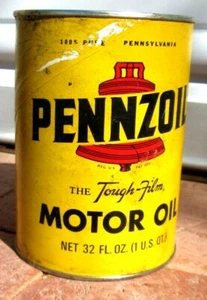 100% PURE PENNSYLVANIA
PENNZOIL
THE Tough-Film
MOTOR OIL
NET 32 FL. OZ. (1 U.S. QT.)